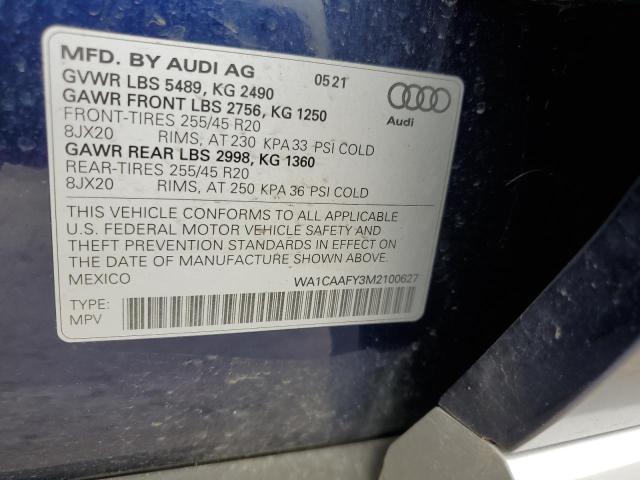 MFD. BY AUDI AG 05 21
GVWR LBS 5489, KG 2490
GAWR FRONT LBS 2756, KG 1250
FRONT-TIRES 255/45 R20
8JX20 RIMS, AT 230 KPA 33 PSI COLD
GAWR REAR LBS 2998, KG 1360
REAR-TIRES 255/45 R20
8JX20 RIMS, AT 250 KPA 36 PSI COLD
Audi
THIS VEHICLE CONFORMS TO ALL APPLICABLE
U.S. FEDERAL MOTOR VEHICLE SAFETY AND
THEFT PREVENTION STANDARDS IN EFFECT ON
THE DATE OF MANUFACTURE SHOWN ABOVE.
MEXICO WA1CAAFY3M2100627
TYPE:
MPV